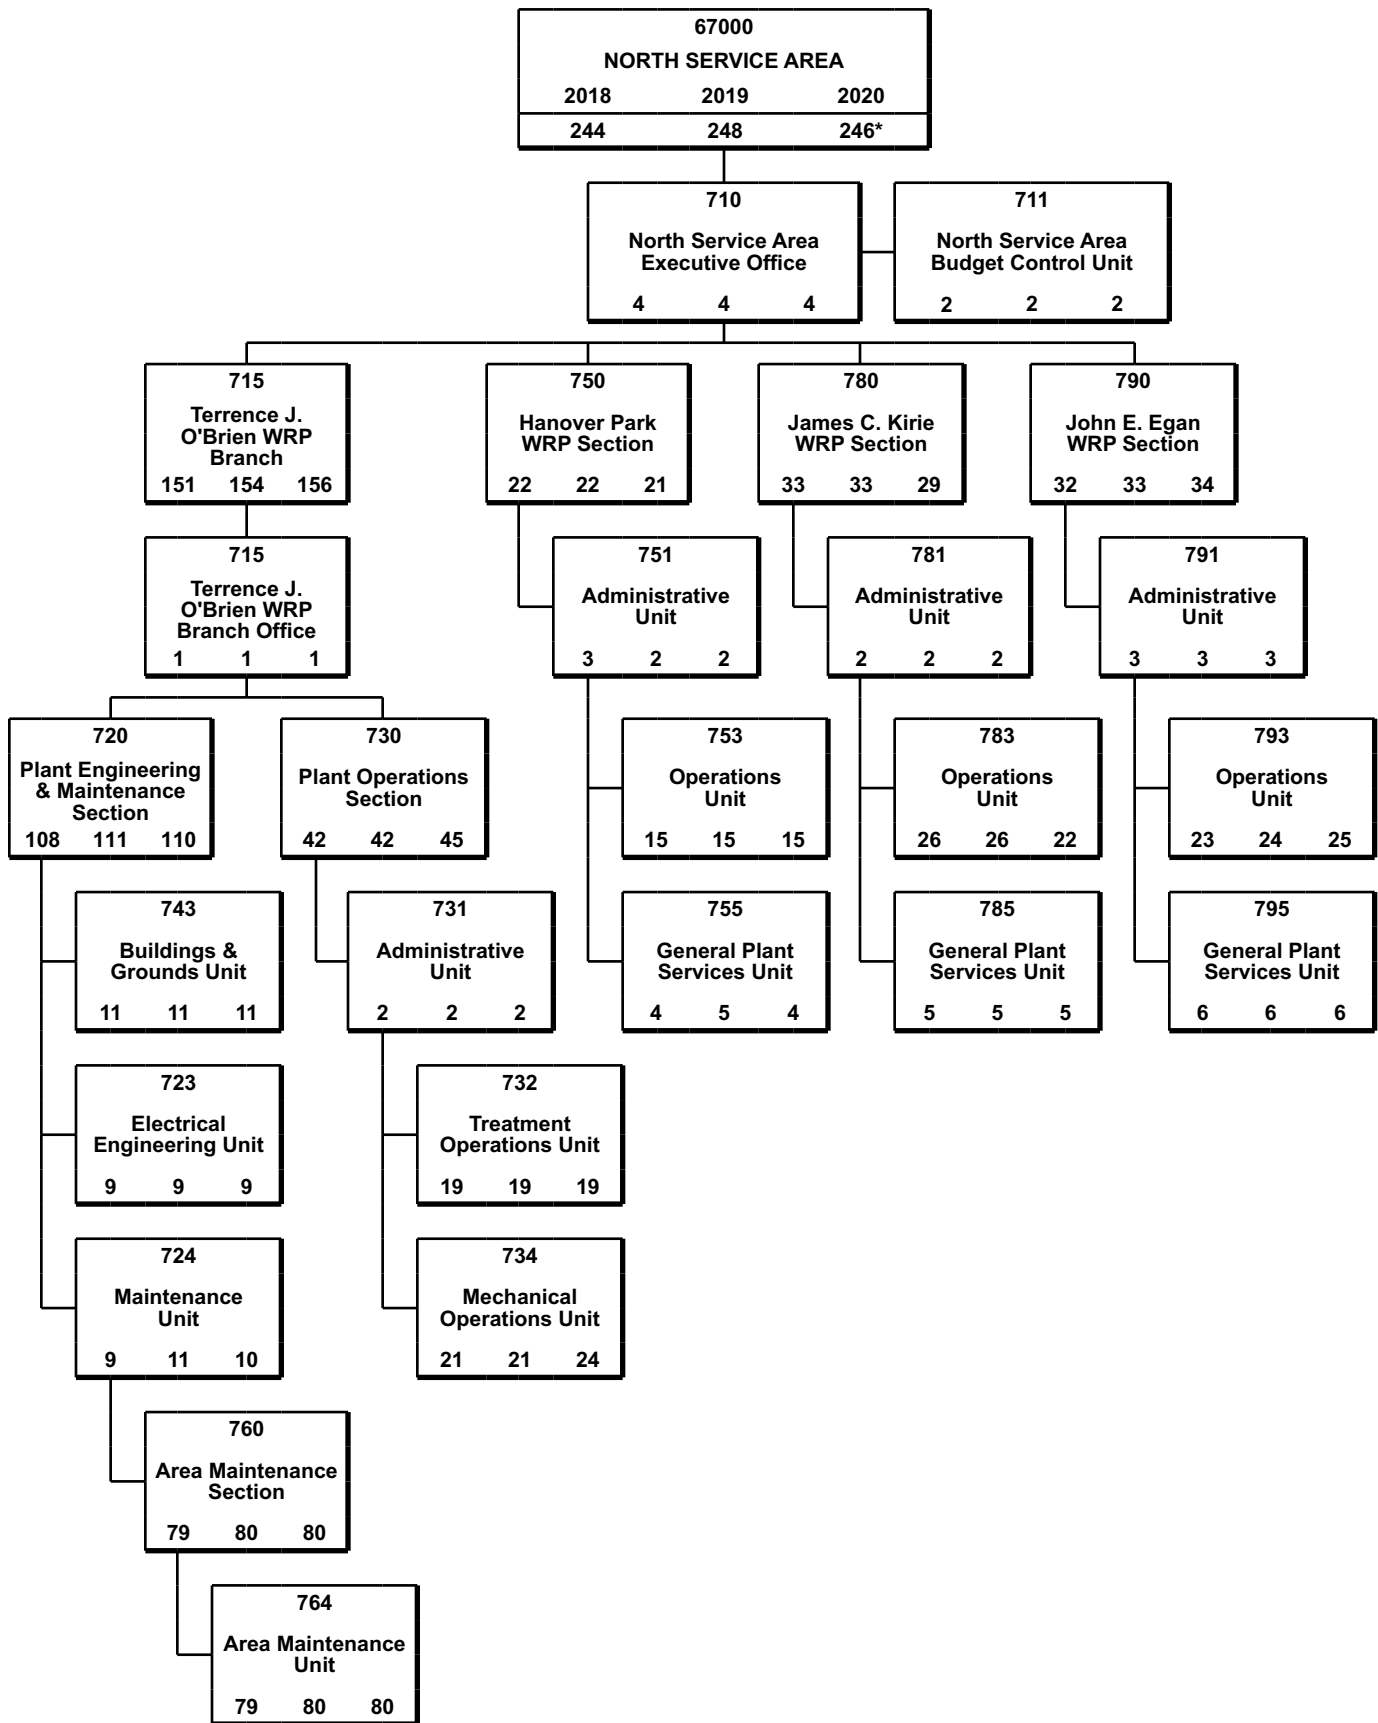 67000
NORTH SERVICE AREA
2018 2019 2020
244 248 246*
710
North Service Area
Executive Office
4 4 4
711
North Service Area
Budget Control Unit
2 2 2
715
Terrence J.
O'Brien WRP
Branch
151 154 156
750
Hanover Park
WRP Section
22 22 21
780
James C. Kirie
WRP Section
33 33 29
790
John E. Egan
WRP Section
32 33 34
715
Terrence J.
O'Brien WRP
Branch Office
1 1 1
751
Administrative
Unit
3 2 2
781
Administrative
Unit
2 2 2
791
Administrative
Unit
3 3 3
720
Plant Engineering
& Maintenance
Section
108 111 110
730
Plant Operations
Section
42 42 45
753
Operations
Unit
15 15 15
783
Operations
Unit
26 26 22
793
Operations
Unit
23 24 25
743
Buildings &
Grounds Unit
11 11 11
731
Administrative
Unit
2 2 2
755
General Plant
Services Unit
4 5 4
785
General Plant
Services Unit
5 5 5
795
General Plant
Services Unit
6 6 6
723
Electrical
Engineering Unit
9 9 9
732
Treatment
Operations Unit
19 19 19
724
Maintenance
Unit
9 11 10
734
Mechanical
Operations Unit
21 21 24
760
Area Maintenance
Section
79 80 80
764
Area Maintenance
Unit
79 80 80